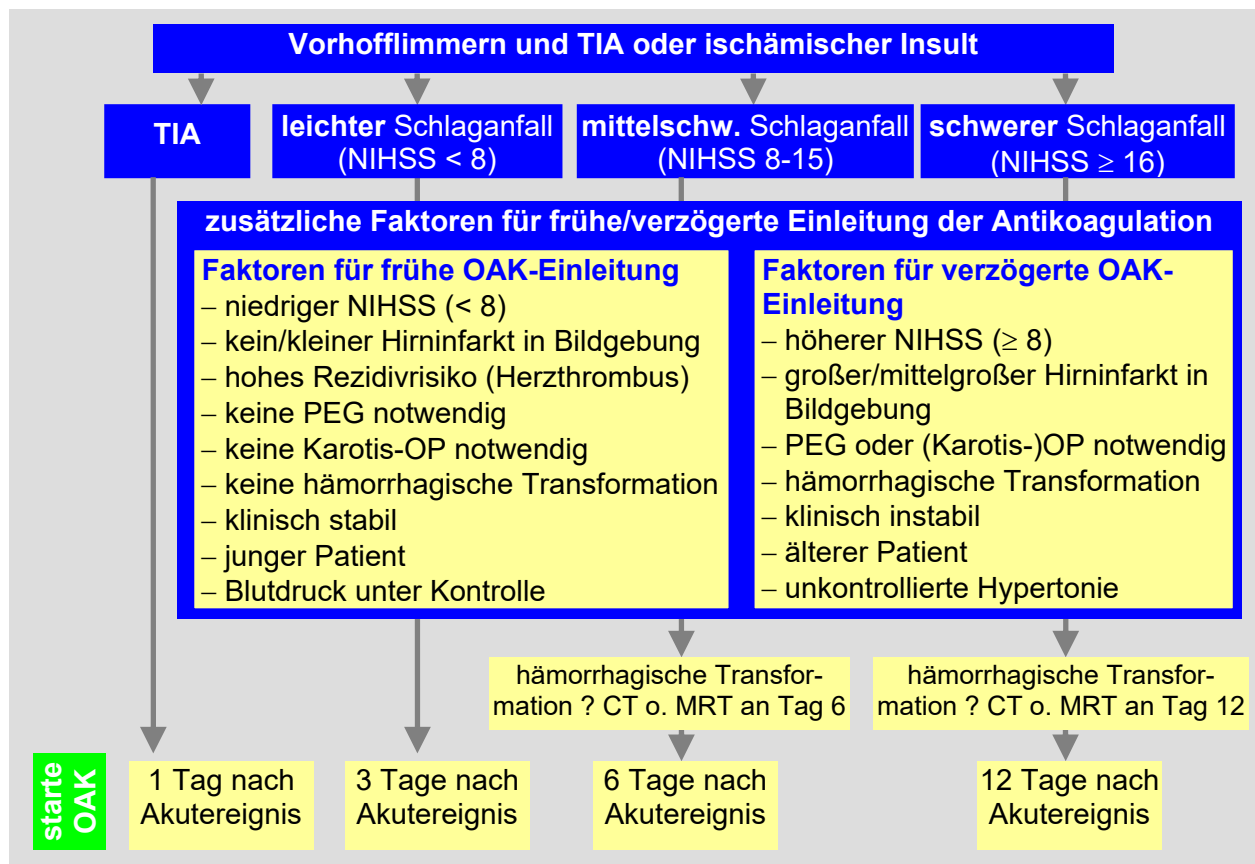 Vorhofflimmern und TIA oder ischämischer Insult
TIA
leichter Schlaganfall
(NIHSS < 8)
mittelschw. Schlaganfall
(NIHSS 8-15)
schwerer Schlaganfall
(NIHSS ≥ 16)
zusätzliche Faktoren für frühe/verzögerte Einleitung der Antikoagulation
Faktoren für frühe OAK-Einleitung
– niedriger NIHSS (< 8)
– kein/kleiner Hirninfarkt in Bildgebung
– hohes Rezidivrisiko (Herzthrombus)
– keine PEG notwendig
– keine Karotis-OP notwendig
– keine hämorrhagische Transformation
– klinisch stabil
– junger Patient
– Blutdruck unter Kontrolle
Faktoren für verzögerte OAK-
Einleitung
– höherer NIHSS (≥ 8)
– großer/mittelgroßer Hirninfarkt in
Bildgebung
– PEG oder (Karotis-)OP notwendig
– hämorrhagische Transformation
– klinisch instabil
– älterer Patient
– unkontrollierte Hypertonie
hämorrhagische Transfor-
mation ? CT o. MRT an Tag 6
hämorrhagische Transfor-
mation ? CT o. MRT an Tag 12
starte
OAK
1 Tag nach
Akutereignis
3 Tage nach
Akutereignis
6 Tage nach
Akutereignis
12 Tage nach
Akutereignis